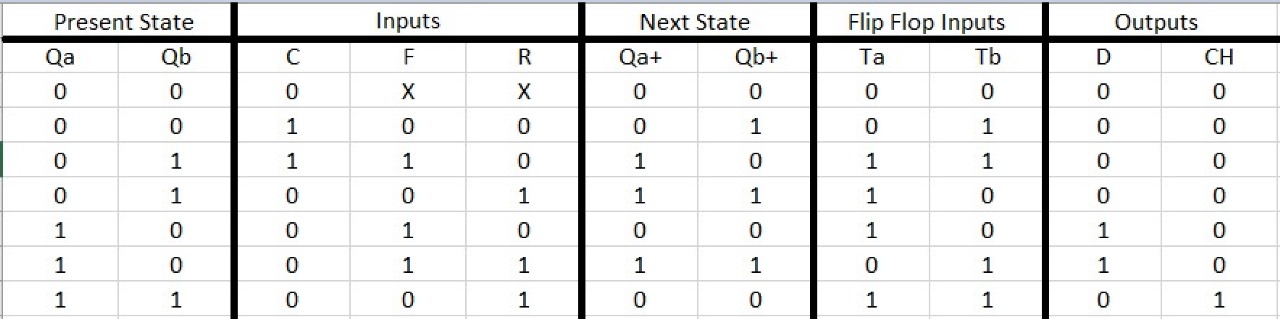 Present State Inputs Next State Flip Flop Inputs Outputs
Qa Qb C F R Qa+ Qb+ Ta Tb D CH
0 0 0 X X 0 0 0 0 0 0
0 0 1 0 0 0 1 0 1 0 0
0 1 1 1 0 1 0 1 1 0 0
0 1 0 0 1 1 1 1 0 0 0
1 0 0 1 0 0 0 1 0 1 0
1 0 0 1 1 1 1 0 1 1 0
1 1 0 0 1 0 0 1 1 0 1